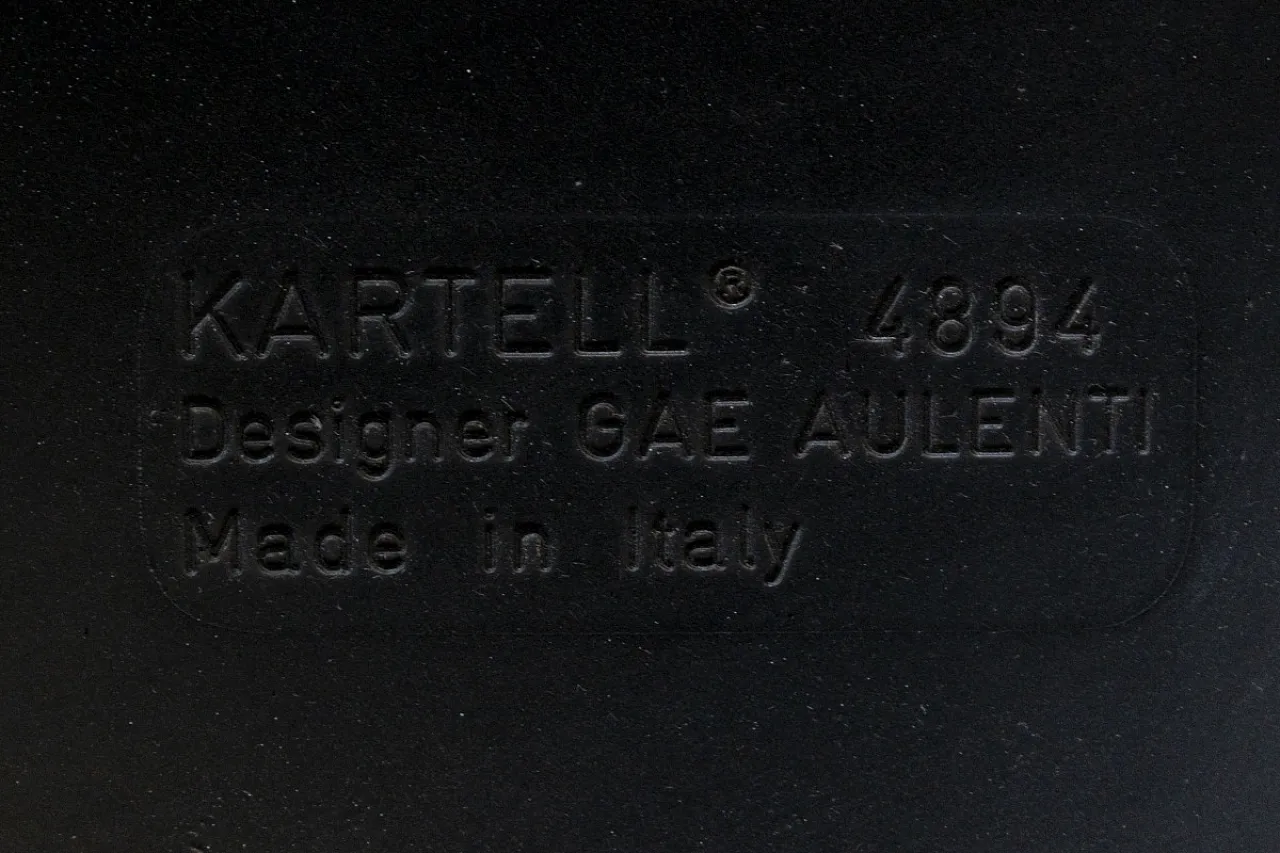 KARTELL® 4894
Designer GAE AULENTI
Made in Italy